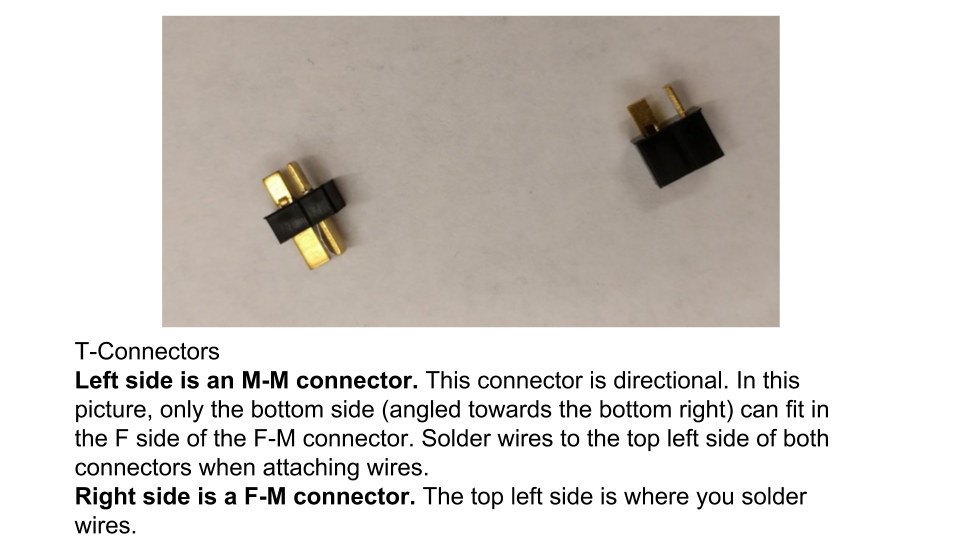 T-Connectors
Left side is an M-M connector. This connector is directional. In this
picture, only the bottom side (angled towards the bottom right) can fit in
the F side of the F-M connector. Solder wires to the top left side of both
connectors when attaching wires.
Right side is a F-M connector. The top left side is where you solder
wires.